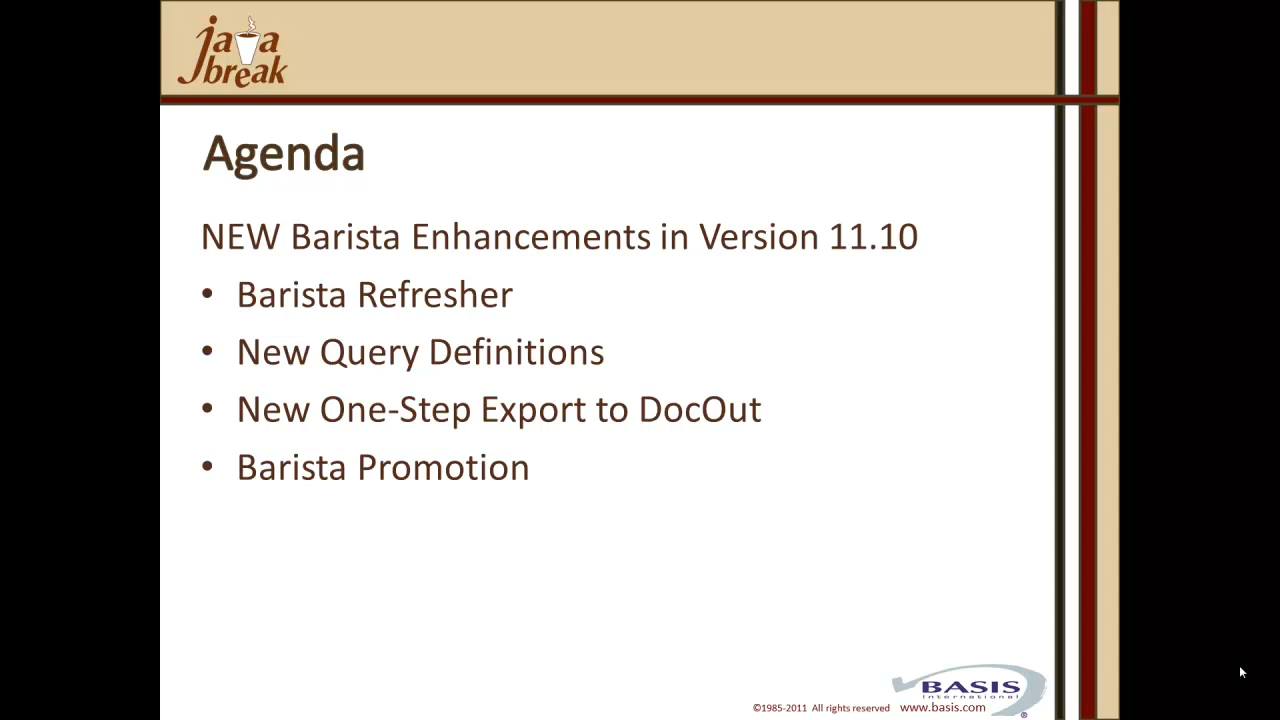 java
break
Agenda
NEW Barista Enhancements in Version 11.10
• Barista Refresher
• New Query Definitions
• New One-Step Export to DocOut
• Barista Promotion
BASIS
International
®
©1985-2011 All rights reserved www.basis.com